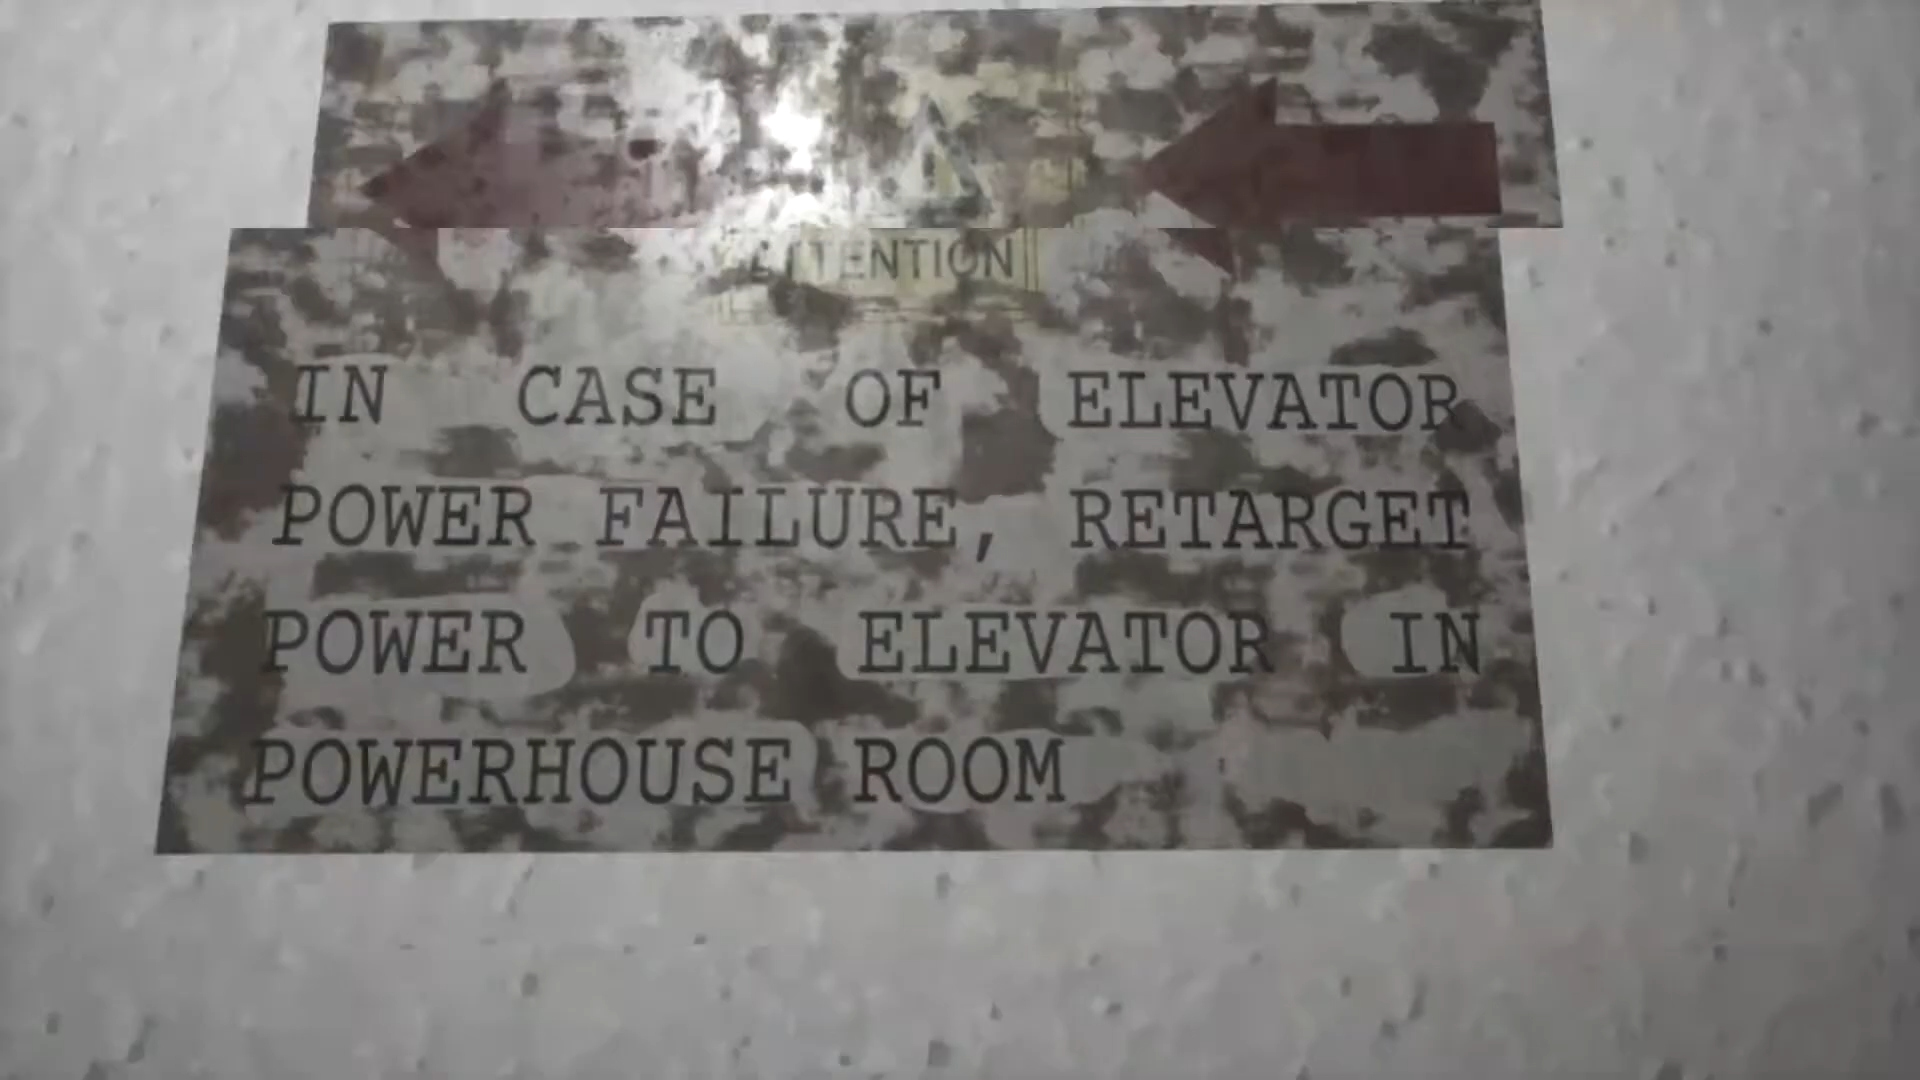 ATTENTION
IN CASE OF ELEVATOR
POWER FAILURE, RETARGET
POWER TO ELEVATOR IN
POWERHOUSE ROOM